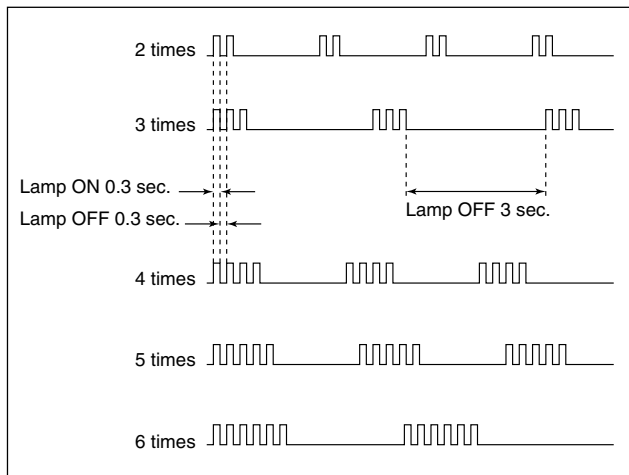 2 times
3 times
Lamp ON 0.3 sec.
Lamp OFF 0.3 sec.
Lamp OFF 3 sec.
4 times
5 times
6 times